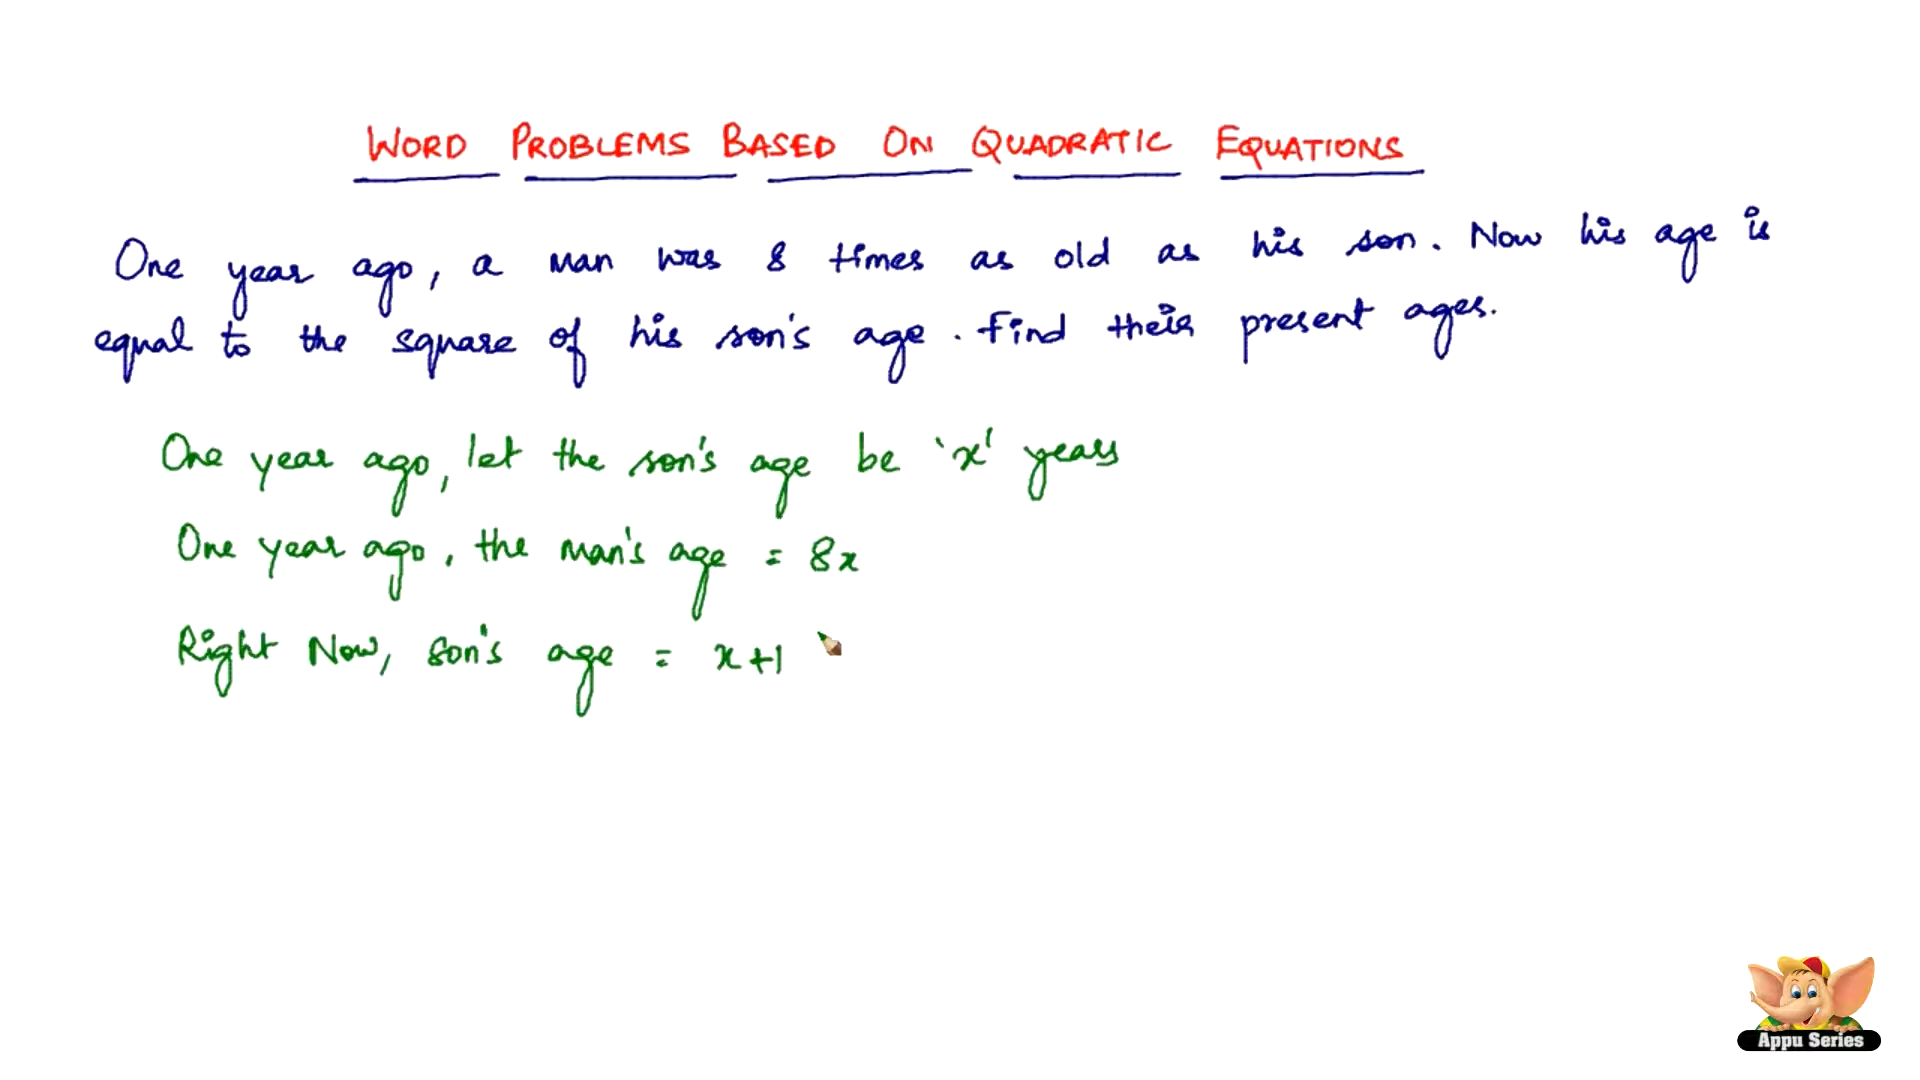 WORD PROBLEMS BASED ON QUADRATIC EQUATIONS
One year ago, a man was 8 times as old as his son. Now his age is
equal to the square of his son's age. Find their present ages.
One year ago, let the son's age be 'x' years
One year ago, the man's age = 8x
Right Now, son's age = x+1
Appu Series